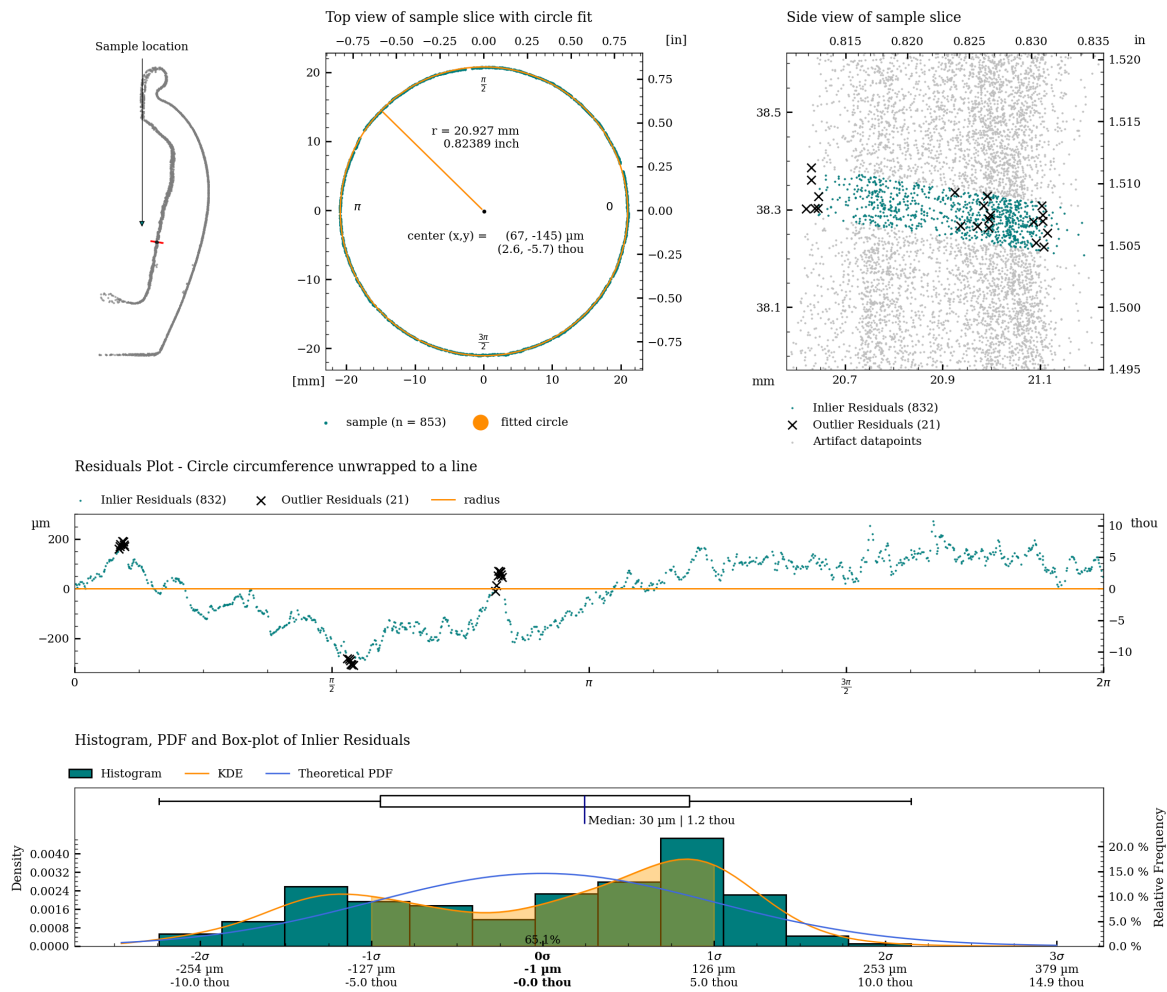 Sample location
Top view of sample slice with circle fit
−0.75 −0.50 −0.25 0.00 0.25 0.50 0.75 [in]
20
10
0
−10
−20
0.75
0.50
0.25
0.00
−0.25
−0.50
−0.75
π/2
r = 20.927 mm
0.82389 inch
π
0
center (x,y) = (67, -145) µm
(2.6, -5.7) thou
3π/2
[mm] −20 −10 0 10 20
sample (n = 853)
fitted circle
Side view of sample slice
0.815 0.820 0.825 0.830 0.835 in
38.5
38.3
38.1
1.520
1.515
1.510
1.505
1.500
1.495
mm 20.7 20.9 21.1
Inlier Residuals (832)
Outlier Residuals (21)
Artifact datapoints
Residuals Plot - Circle circumference unwrapped to a line
Inlier Residuals (832) Outlier Residuals (21) radius
µm
200
0
−200
thou
10
5
0
−5
−10
0 π/2 π 3π/2 2π
Histogram, PDF and Box-plot of Inlier Residuals
Histogram KDE Theoretical PDF
Median: 30 µm | 1.2 thou
Density
0.0040
0.0032
0.0024
0.0016
0.0008
0.0000
Relative Frequency
20.0 %
15.0 %
10.0 %
5.0 %
0.0 %
65.1%
-2σ -1σ 0σ 1σ 2σ 3σ
-254 µm -127 µm -1 µm 126 µm 253 µm 379 µm
-10.0 thou -5.0 thou -0.0 thou 5.0 thou 10.0 thou 14.9 thou